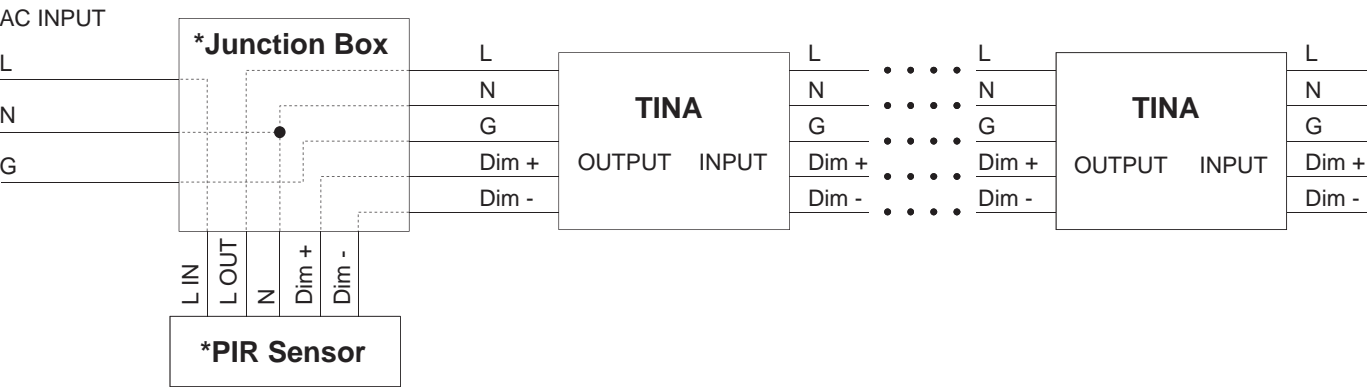 AC INPUT
L
N
G
*Junction Box
L IN
L OUT
N
Dim +
Dim -
*PIR Sensor
L
N
G
Dim +
Dim -
TINA
OUTPUT INPUT
L
N
G
Dim +
Dim -
L
N
G
Dim +
Dim -
TINA
OUTPUT INPUT
L
N
G
Dim +
Dim -